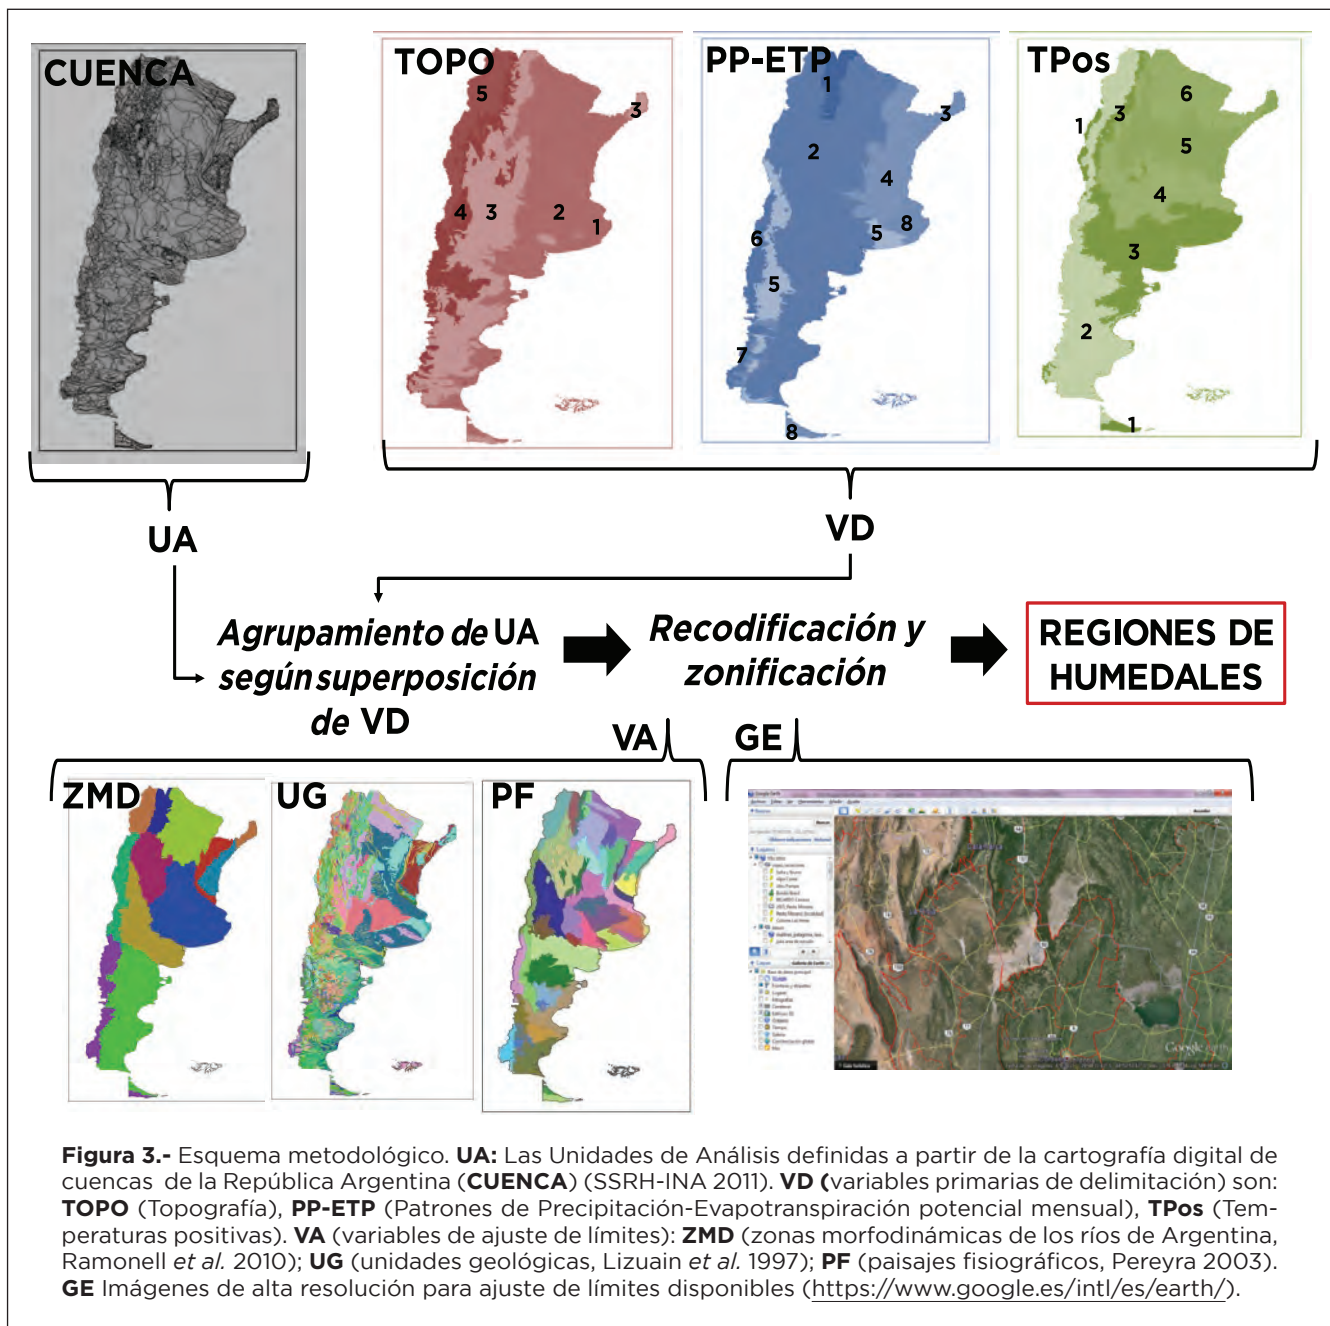 CUENCA
TOPO
5
3
4
3
2
1
PP-ETP
1
3
2
4
8
5
6
5
7
8
TPos
6
3
1
5
4
3
2
1
UA
VD
Agrupamiento de UA
según superposición
de VD
Recodificación y
zonificación
REGIONES DE
HUMEDALES
VA
GE
ZMD
UG
PF
Google earth
Figura 3.- Esquema metodológico. UA: Las Unidades de Análisis definidas a partir de la cartografía digital de
cuencas de la República Argentina (CUENCA) (SSRH-INA 2011). VD (variables primarias de delimitación) son:
TOPO (Topografía), PP-ETP (Patrones de Precipitación-Evapotranspiración potencial mensual), TPos (Tem-
peraturas positivas). VA (variables de ajuste de límites): ZMD (zonas morfodinámicas de los ríos de Argentina,
Ramonell et al. 2010); UG (unidades geológicas, Lizuain et al. 1997); PF (paisajes fisiográficos, Pereyra 2003).
GE Imágenes de alta resolución para ajuste de límites disponibles (https://www.google.es/intl/es/earth/).